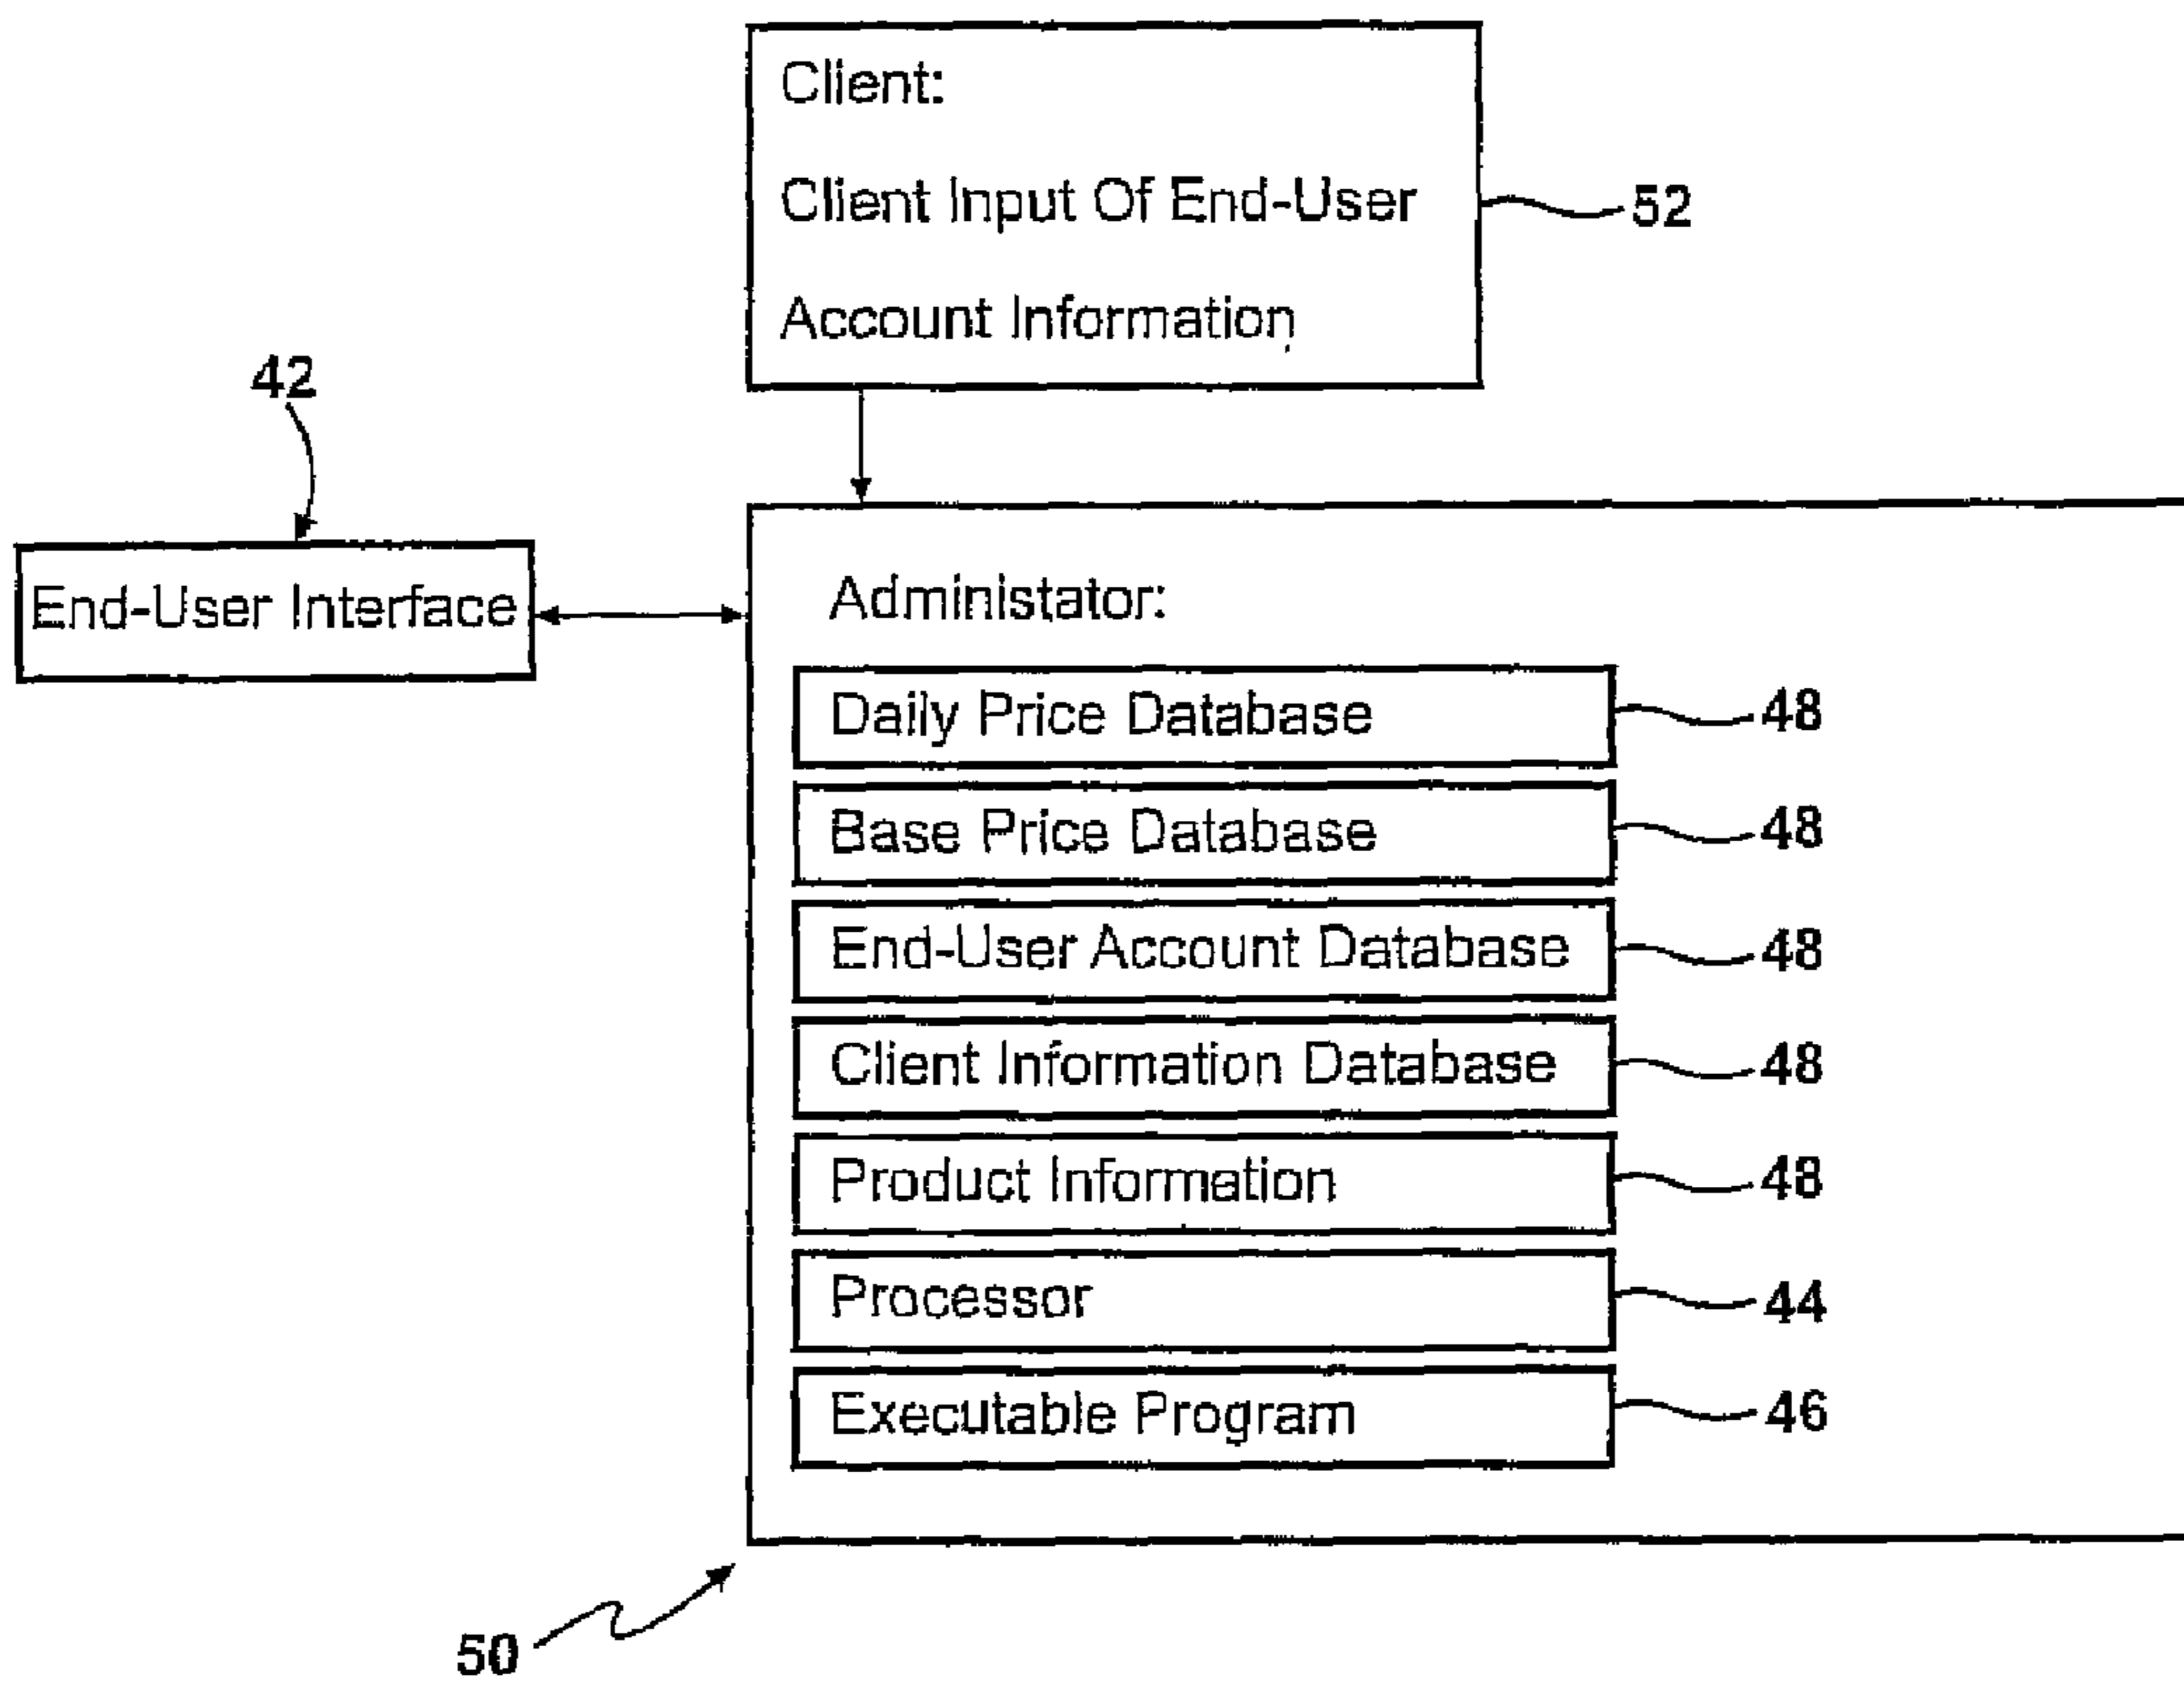 Client:
Client Input Of End-User
Account Information
52
42
End-User Interface
Administator:
Daily Price Database
48
Base Price Database
48
End-User Account Database
48
Client Information Database
48
Product Information
48
Processor
44
Executable Program
46
50